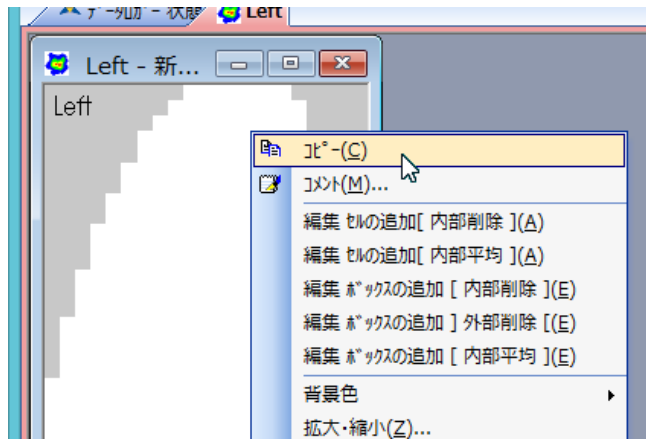 ﾃﾞｰﾀﾛｶﾞｰ 状態 Left
Left - 新...
Left
ｺﾋﾟｰ(C)
ｺﾒﾝﾄ(M)...
編集 ｾﾙの追加[ 内部削除 ](A)
編集 ｾﾙの追加[ 内部平均 ](A)
編集 ﾎﾞｯｸｽの追加 [ 内部削除 ](E)
編集 ﾎﾞｯｸｽの追加 ] 外部削除 [(E)
編集 ﾎﾞｯｸｽの追加 [ 内部平均 ](E)
背景色
拡大･縮小(Z)...